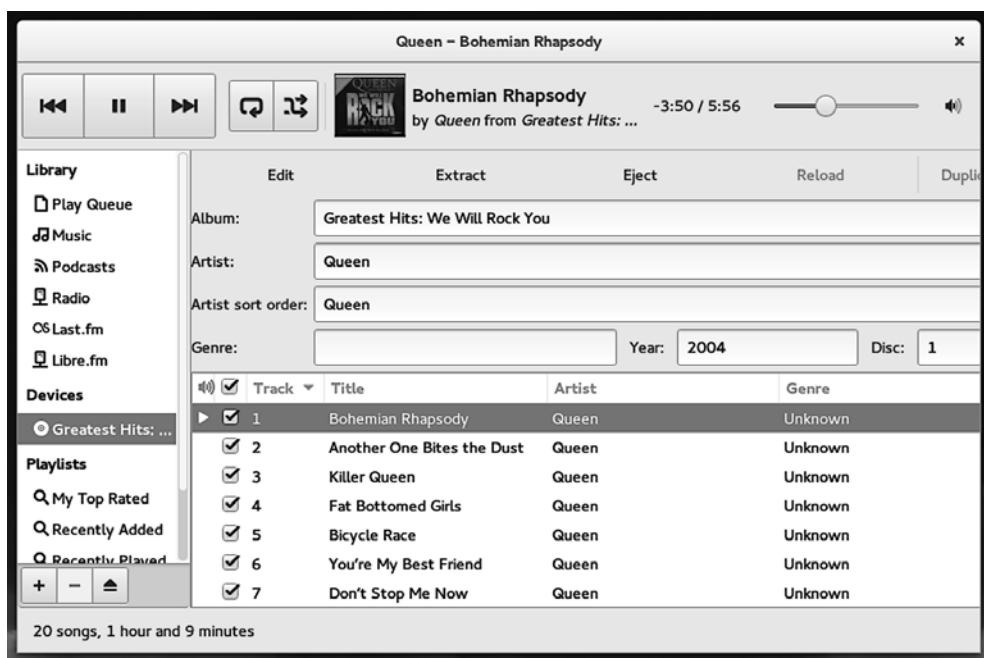 Queen – Bohemian Rhapsody
QUEEN
ROCK
YOU
Bohemian Rhapsody
by Queen from Greatest Hits: ...
-3:50 / 5:56
Library
Play Queue
Music
Podcasts
Radio
Last.fm
Libre.fm
Devices
Greatest Hits: ...
Playlists
My Top Rated
Recently Added
Recently Played
Edit Extract Eject Reload
Album: Greatest Hits: We Will Rock You
Artist: Queen
Artist sort order: Queen
Genre: Year: 2004 Disc: 1
Track Title Artist Genre
1 Bohemian Rhapsody Queen Unknown
2 Another One Bites the Dust Queen Unknown
3 Killer Queen Queen Unknown
4 Fat Bottomed Girls Queen Unknown
5 Bicycle Race Queen Unknown
6 You're My Best Friend Queen Unknown
7 Don't Stop Me Now Queen Unknown
20 songs, 1 hour and 9 minutes